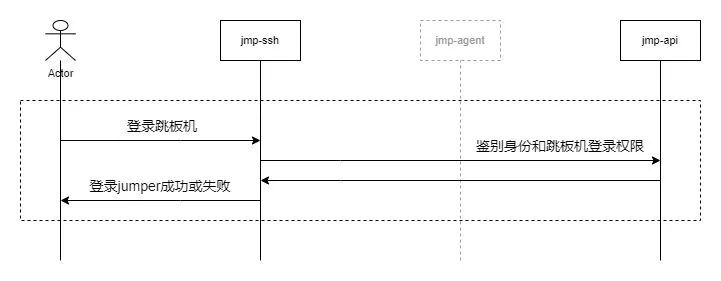 jmp-ssh
jmp-agent
jmp-api
Actor
登录跳板机
鉴别身份和跳板机登录权限
登录jumper成功或失败